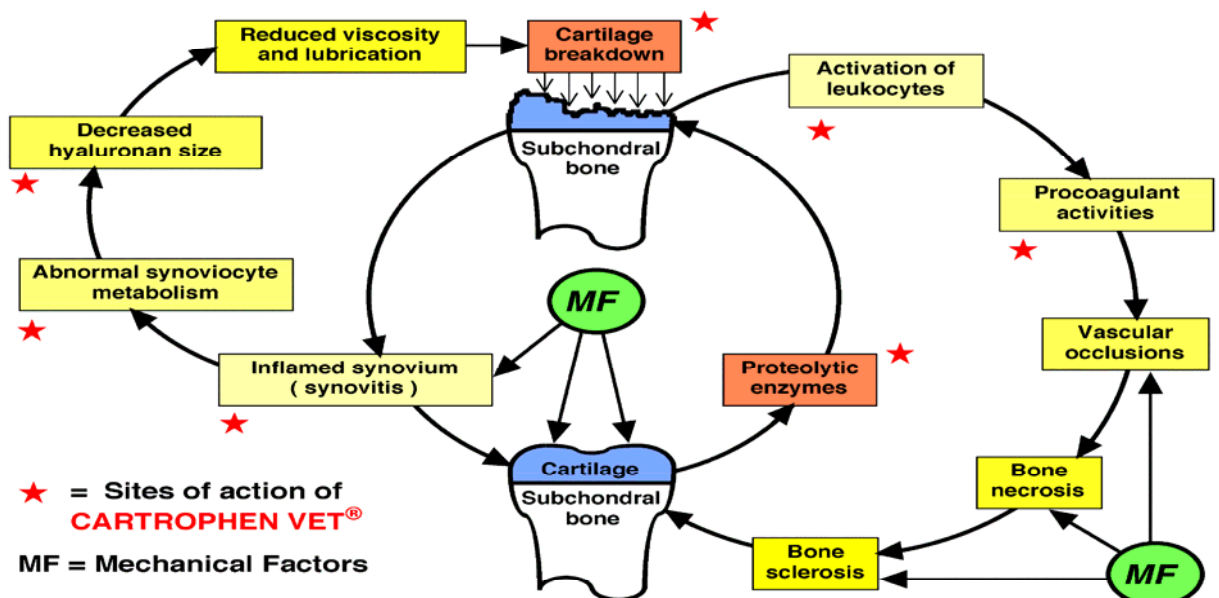 Reduced viscosity
and lubrication
Cartilage
breakdown
Activation of
leukocytes
Decreased
hyaluronan size
Subchondral
bone
Procoagulant
activities
Abnormal synoviocyte
metabolism
MF
Vascular
occlusions
Inflamed synovium
( synovitis )
Proteolytic
enzymes
Cartilage
Subchondral
bone
Bone
necrosis
Bone
sclerosis
MF
= Sites of action of
CARTROPHEN VET®
MF = Mechanical Factors